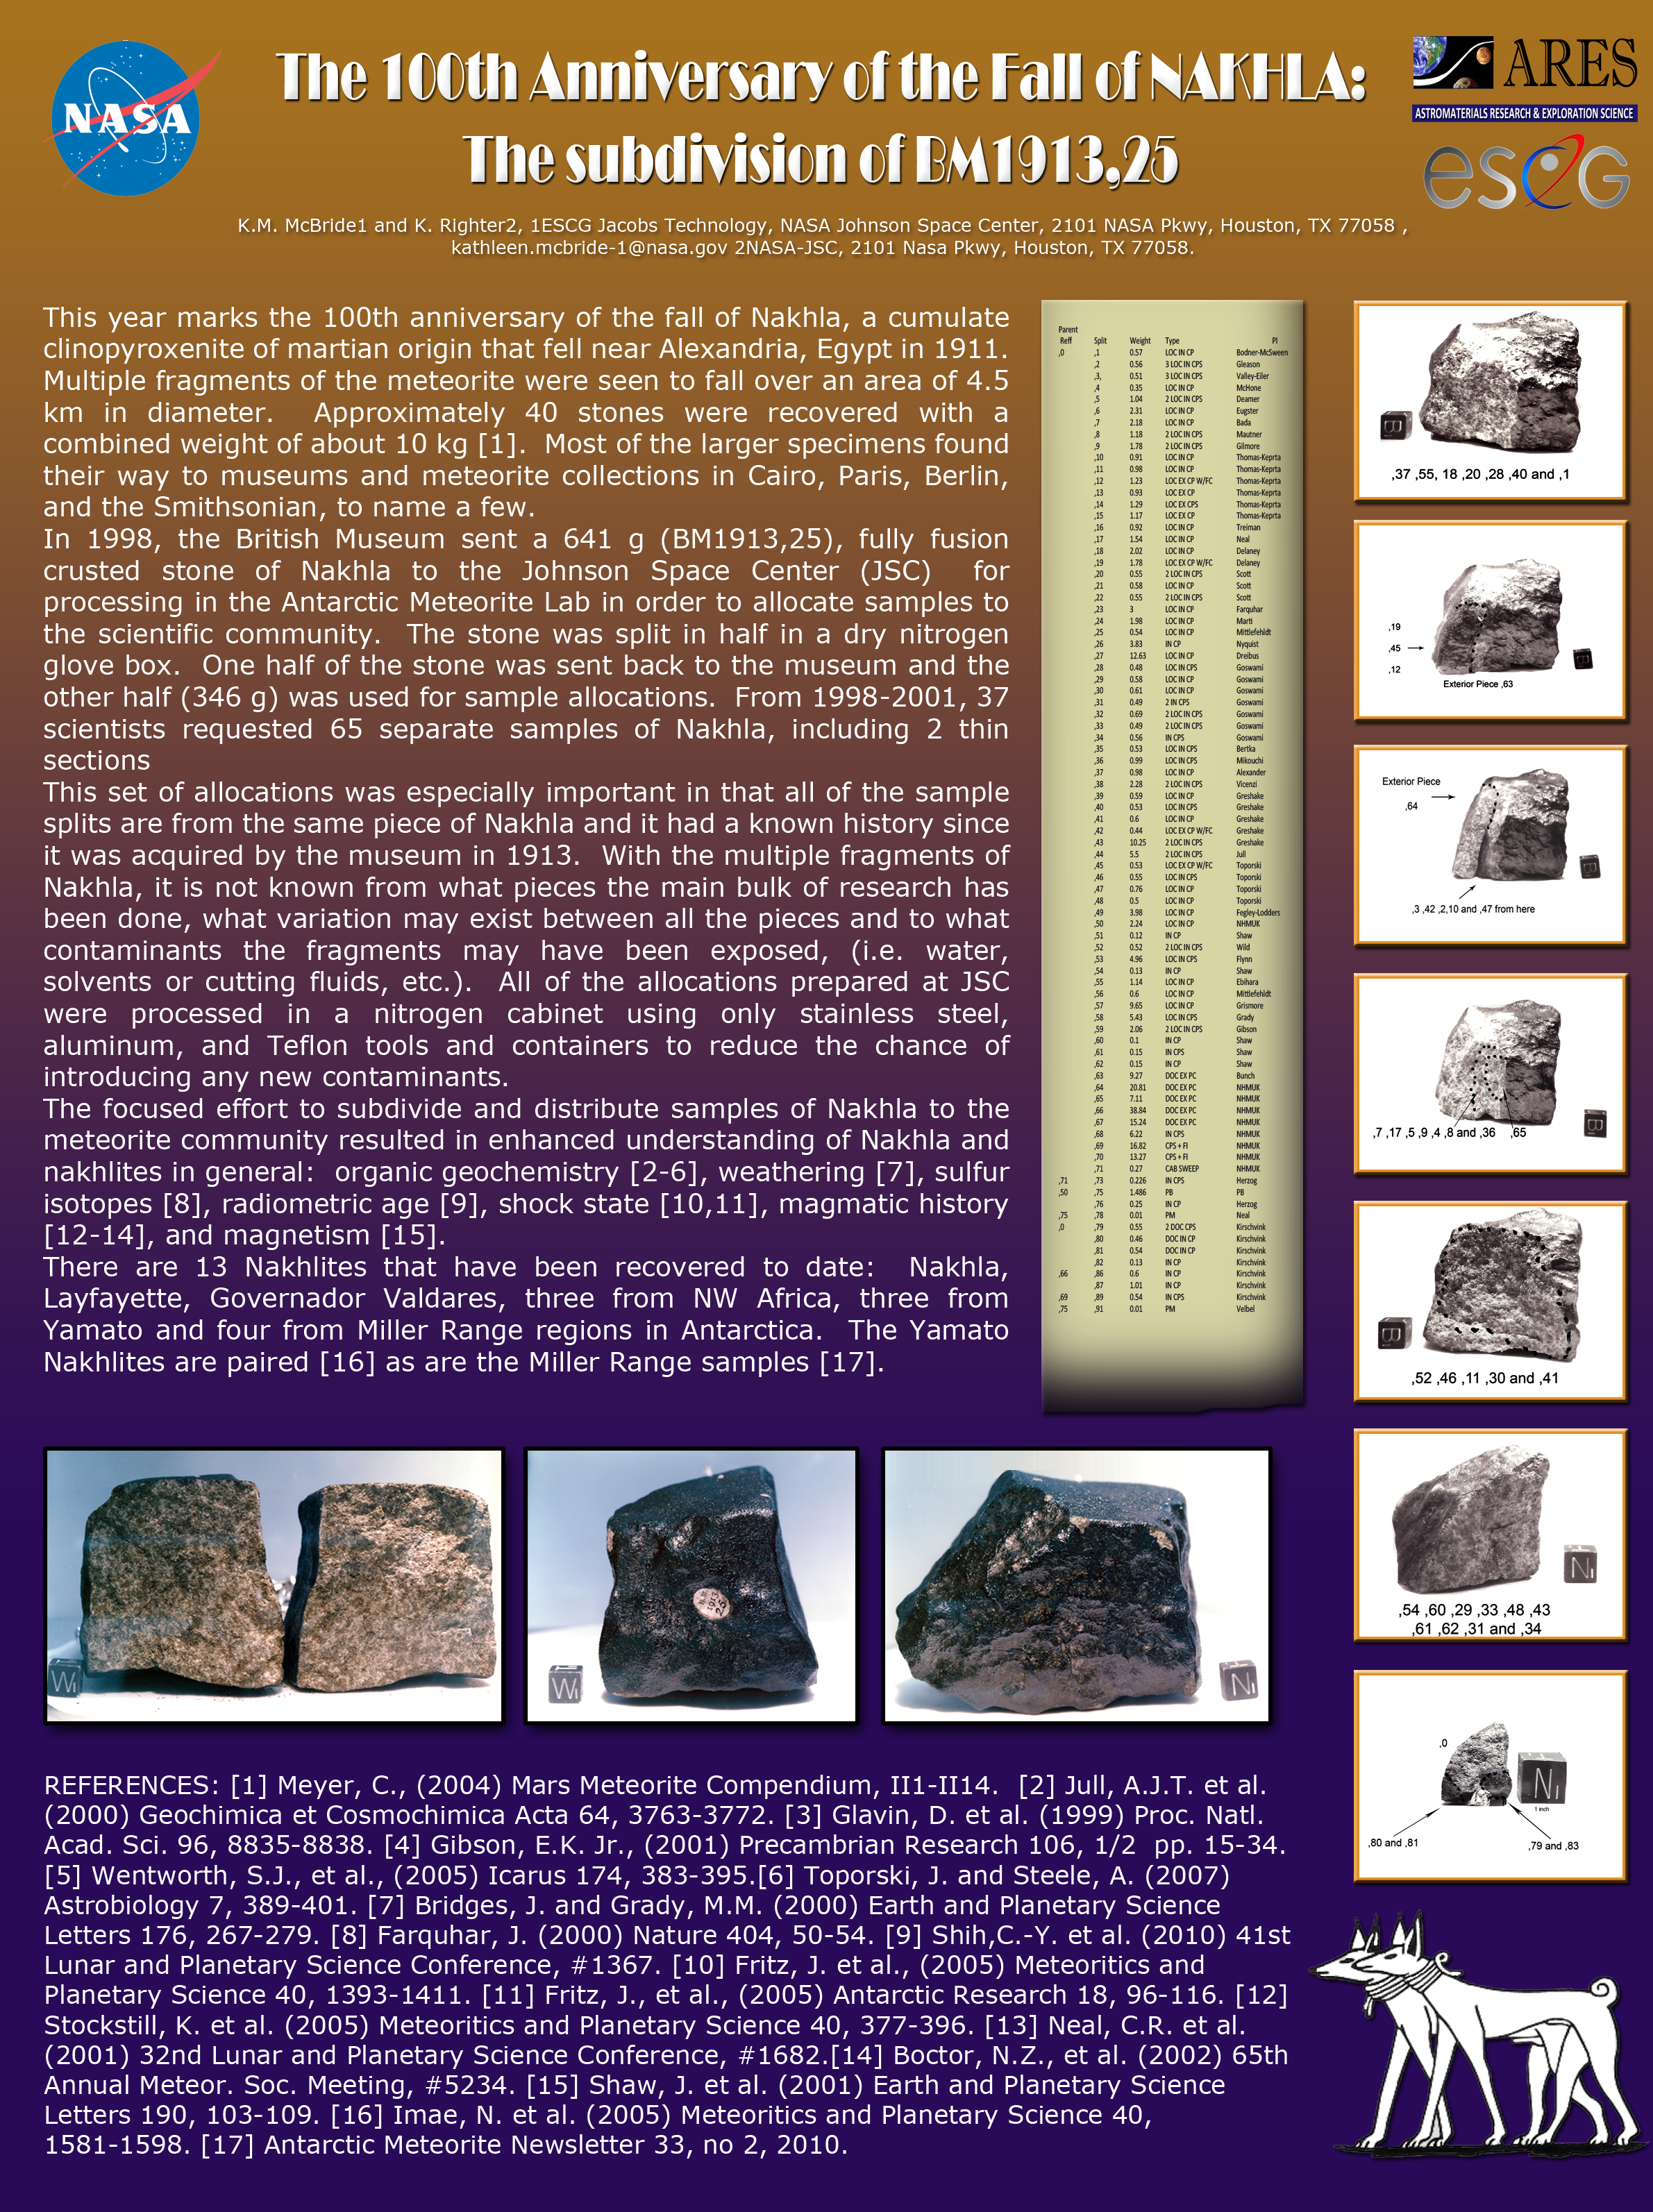 NASA
The 100th Anniversary of the Fall of NAKHLA:
The subdivision of BM1913,25
ARES
ASTROMATERIALS RESEARCH & EXPLORATION SCIENCE
esCG
K.M. McBride1 and K. Righter2, 1ESCG Jacobs Technology, NASA Johnson Space Center, 2101 NASA Pkwy, Houston, TX 77058 ,
kathleen.mcbride-1@nasa.gov 2NASA-JSC, 2101 Nasa Pkwy, Houston, TX 77058.
This year marks the 100th anniversary of the fall of Nakhla, a cumulate
clinopyroxenite of martian origin that fell near Alexandria, Egypt in 1911.
Multiple fragments of the meteorite were seen to fall over an area of 4.5
km in diameter. Approximately 40 stones were recovered with a
combined weight of about 10 kg [1]. Most of the larger specimens found
their way to museums and meteorite collections in Cairo, Paris, Berlin,
and the Smithsonian, to name a few.
In 1998, the British Museum sent a 641 g (BM1913,25), fully fusion
crusted stone of Nakhla to the Johnson Space Center (JSC) for
processing in the Antarctic Meteorite Lab in order to allocate samples to
the scientific community. The stone was split in half in a dry nitrogen
glove box. One half of the stone was sent back to the museum and the
other half (346 g) was used for sample allocations. From 1998-2001, 37
scientists requested 65 separate samples of Nakhla, including 2 thin
sections
This set of allocations was especially important in that all of the sample
splits are from the same piece of Nakhla and it had a known history since
it was acquired by the museum in 1913. With the multiple fragments of
Nakhla, it is not known from what pieces the main bulk of research has
been done, what variation may exist between all the pieces and to what
contaminants the fragments may have been exposed, (i.e. water,
solvents or cutting fluids, etc.). All of the allocations prepared at JSC
were processed in a nitrogen cabinet using only stainless steel,
aluminum, and Teflon tools and containers to reduce the chance of
introducing any new contaminants.
The focused effort to subdivide and distribute samples of Nakhla to the
meteorite community resulted in enhanced understanding of Nakhla and
nakhlites in general: organic geochemistry [2-6], weathering [7], sulfur
isotopes [8], radiometric age [9], shock state [10,11], magmatic history
[12-14], and magnetism [15].
There are 13 Nakhlites that have been recovered to date: Nakhla,
Layfayette, Governador Valdares, three from NW Africa, three from
Yamato and four from Miller Range regions in Antarctica. The Yamato
Nakhlites are paired [16] as are the Miller Range samples [17].
Parent
Reff Split Weight Type PI
,0 ,1 0.57 LOC IN CP Bodner-McSween
,2 0.56 3 LOC IN CPS Gleason
,3, 0.51 3 LOC IN CPS Valley-Eiler
,4 0.35 LOC IN CP McHone
,5 1.04 2 LOC IN CPS Deamer
,6 2.31 LOC IN CP Eugster
,7 2.18 LOC IN CP Bada
,8 1.18 2 LOC IN CPS Mautner
,9 1.78 2 LOC IN CPS Gilmore
,10 0.91 LOC IN CP Thomas-Keprta
,11 0.98 LOC IN CP Thomas-Keprta
,12 1.23 LOC EX CP W/FC Thomas-Keprta
,13 0.93 LOC EX CP Thomas-Keprta
,14 1.29 LOC EX CPS Thomas-Keprta
,15 1.17 LOC EX CP Thomas-Keprta
,16 0.92 LOC IN CP Treiman
,17 1.54 LOC IN CP Neal
,18 2.02 LOC IN CP Delaney
,19 1.78 LOC EX CP W/FC Delaney
,20 0.55 2 LOC IN CPS Scott
,21 0.58 LOC IN CP Scott
,22 0.55 2 LOC IN CPS Scott
,23 3 LOC IN CP Farquhar
,24 1.98 LOC IN CP Marti
,25 0.54 LOC IN CP Mittlefehldt
,26 3.83 IN CP Nyquist
,27 12.63 LOC IN CP Dreibus
,28 0.48 LOC IN CPS Goswami
,29 0.58 LOC IN CP Goswami
,30 0.61 LOC IN CP Goswami
,31 0.49 2 IN CPS Goswami
,32 0.69 2 LOC IN CPS Goswami
,33 0.49 2 LOC IN CPS Goswami
,34 0.56 IN CPS Goswami
,35 0.53 LOC IN CPS Bertka
,36 0.99 LOC IN CPS Mikouchi
,37 0.98 LOC IN CP Alexander
,38 2.28 2 LOC IN CPS Vicenzi
,39 0.59 LOC IN CP Greshake
,40 0.53 LOC IN CPS Greshake
,41 0.6 LOC IN CP Greshake
,42 0.44 LOC EX CP W/FC Greshake
,43 10.25 2 LOC IN CPS Greshake
,44 5.5 2 LOC IN CPS Jull
,45 0.53 LOC EX CP W/FC Toporski
,46 0.55 LOC IN CPS Toporski
,47 0.76 LOC IN CP Toporski
,48 0.5 LOC IN CP Toporski
,49 3.98 LOC IN CP Fegley-Lodders
,50 2.24 LOC IN CP NHMUK
,51 0.12 IN CP Shaw
,52 0.52 2 LOC IN CPS Wild
,53 4.96 LOC IN CPS Flynn
,54 0.13 IN CP Shaw
,55 1.14 LOC IN CP Ebihara
,56 0.6 LOC IN CP Mittlefehldt
,57 9.65 LOC IN CP Grismore
,58 5.43 LOC IN CPS Grady
,59 2.06 2 LOC IN CPS Gibson
,60 0.1 IN CP Shaw
,61 0.15 IN CPS Shaw
,62 0.15 IN CP Shaw
,63 9.27 DOC EX PC Bunch
,64 20.81 DOC EX PC NHMUK
,65 7.11 DOC EX PC NHMUK
,66 38.84 DOC EX PC NHMUK
,67 15.24 DOC EX PC NHMUK
,68 6.22 IN CPS NHMUK
,69 16.82 CPS + FI NHMUK
,70 13.27 CPS + FI NHMUK
,71 0.27 CAB SWEEP NHMUK
,71 ,73 0.226 IN CPS Herzog
,50 ,75 1.486 PB PB
,76 0.25 IN CP Herzog
,75 ,78 0.01 PM Neal
,0 ,79 0.55 2 DOC CPS Kirschvink
,80 0.46 DOC IN CP Kirschvink
,81 0.54 DOC IN CP Kirschvink
,82 0.13 IN CP Kirschvink
,66 ,86 0.6 IN CP Kirschvink
,87 1.01 IN CP Kirschvink
,69 ,89 0.54 IN CPS Kirschvink
,75 ,91 0.01 PM Velbel
B
,37 ,55, 18 ,20 ,28 ,40 and ,1
,19
,45
,12
B
Exterior Piece ,63
Exterior Piece
,64
B
,3 ,42 ,2,10 and ,47 from here
B
,7 ,17 ,5 ,9 ,4 ,8 and ,36 ,65
B
,52 ,46 ,11 ,30 and ,41
N
,54 ,60 ,29 ,33 ,48 ,43
,61 ,62 ,31 and ,34
,0
N
1 inch
,80 and ,81
,79 and ,83
W
W
B.M.
1913
25
N
REFERENCES: [1] Meyer, C., (2004) Mars Meteorite Compendium, II1-II14. [2] Jull, A.J.T. et al.
(2000) Geochimica et Cosmochimica Acta 64, 3763-3772. [3] Glavin, D. et al. (1999) Proc. Natl.
Acad. Sci. 96, 8835-8838. [4] Gibson, E.K. Jr., (2001) Precambrian Research 106, 1/2 pp. 15-34.
[5] Wentworth, S.J., et al., (2005) Icarus 174, 383-395.[6] Toporski, J. and Steele, A. (2007)
Astrobiology 7, 389-401. [7] Bridges, J. and Grady, M.M. (2000) Earth and Planetary Science
Letters 176, 267-279. [8] Farquhar, J. (2000) Nature 404, 50-54. [9] Shih,C.-Y. et al. (2010) 41st
Lunar and Planetary Science Conference, #1367. [10] Fritz, J. et al., (2005) Meteoritics and
Planetary Science 40, 1393-1411. [11] Fritz, J., et al., (2005) Antarctic Research 18, 96-116. [12]
Stockstill, K. et al. (2005) Meteoritics and Planetary Science 40, 377-396. [13] Neal, C.R. et al.
(2001) 32nd Lunar and Planetary Science Conference, #1682.[14] Boctor, N.Z., et al. (2002) 65th
Annual Meteor. Soc. Meeting, #5234. [15] Shaw, J. et al. (2001) Earth and Planetary Science
Letters 190, 103-109. [16] Imae, N. et al. (2005) Meteoritics and Planetary Science 40,
1581-1598. [17] Antarctic Meteorite Newsletter 33, no 2, 2010.